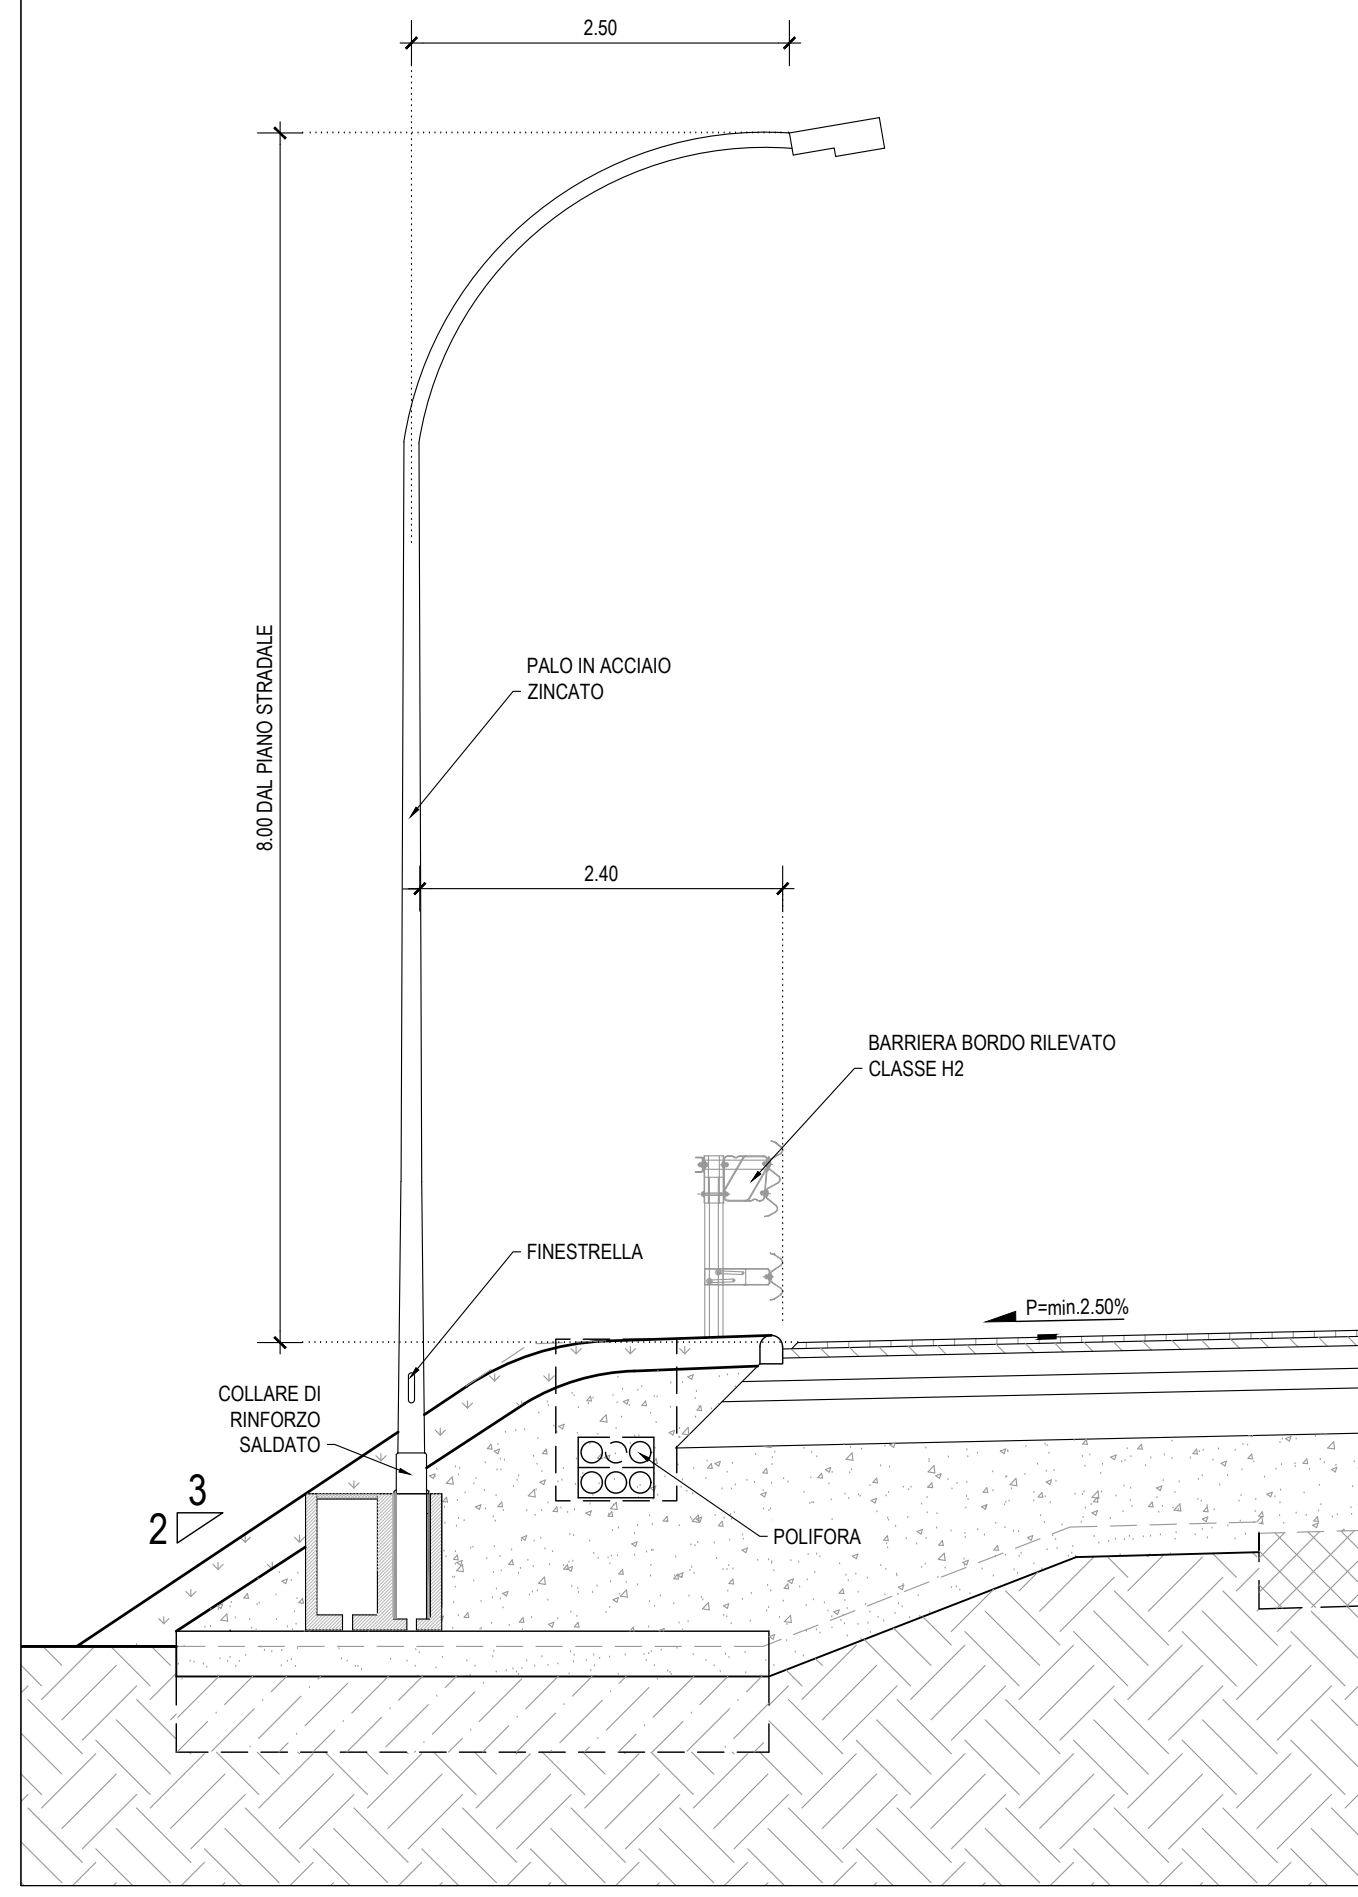 2.50
8.00 DAL PIANO STRADALE
PALO IN ACCIAIO
ZINCATO
2.40
BARRIERA BORDO RILEVATO
CLASSE H2
FINESTRELLA
P=min.2.50%
COLLARE DI
RINFORZO
SALDATO
3
2
POLIFORA